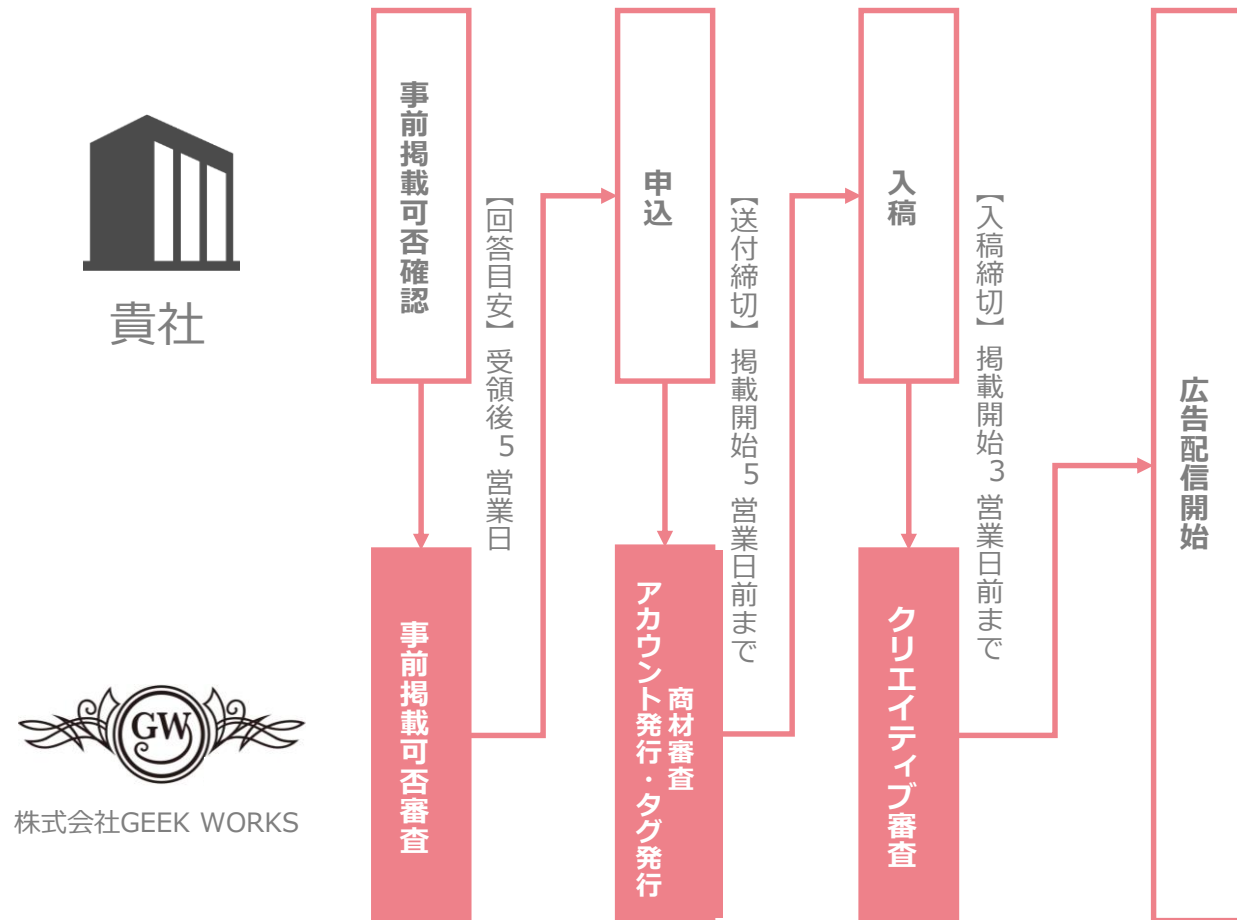 貴社
事前掲載可否確認
【回答目安】受領後5営業日
申込
【送付締切】掲載開始5営業日前まで
入稿
【入稿締切】掲載開始3営業日前まで
広告配信開始
GW
株式会社GEEK WORKS
事前掲載可否審査
商材審査
アカウント発行・タグ発行
クリエイティブ審査